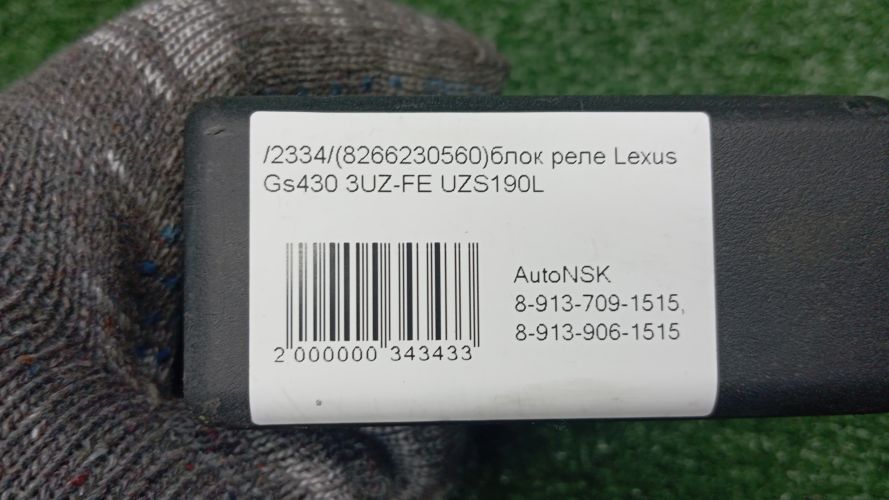 /2334/(8266230560)блок реле Lexus
Gs430 3UZ-FE UZS190L
AutoNSK
8-913-709-1515,
8-913-906-1515
2 000000 343433